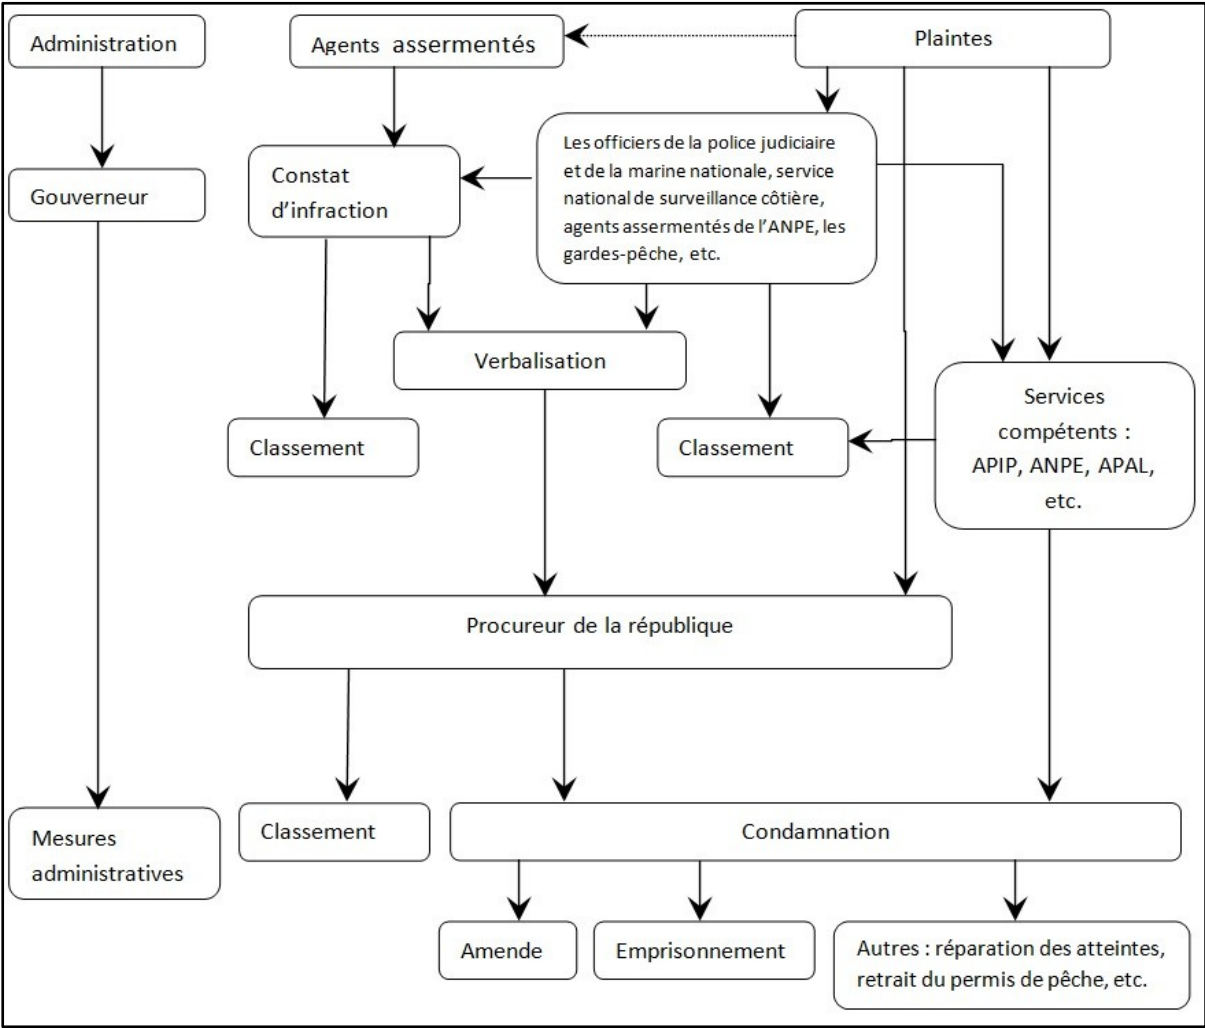 Administration
Agents assermentés
Plaintes
Les officiers de la police judiciaire
et de la marine nationale, service
national de surveillance côtière,
agents assermentés de l'ANPE, les
gardes-pêche, etc.
Constat
d'infraction
Gouverneur
Verbalisation
Services
compétents :
APIP, ANPE, APAL,
etc.
Classement
Classement
Procureur de la république
Mesures
administratives
Classement
Condamnation
Amende
Emprisonnement
Autres : réparation des atteintes,
retrait du permis de pêche, etc.